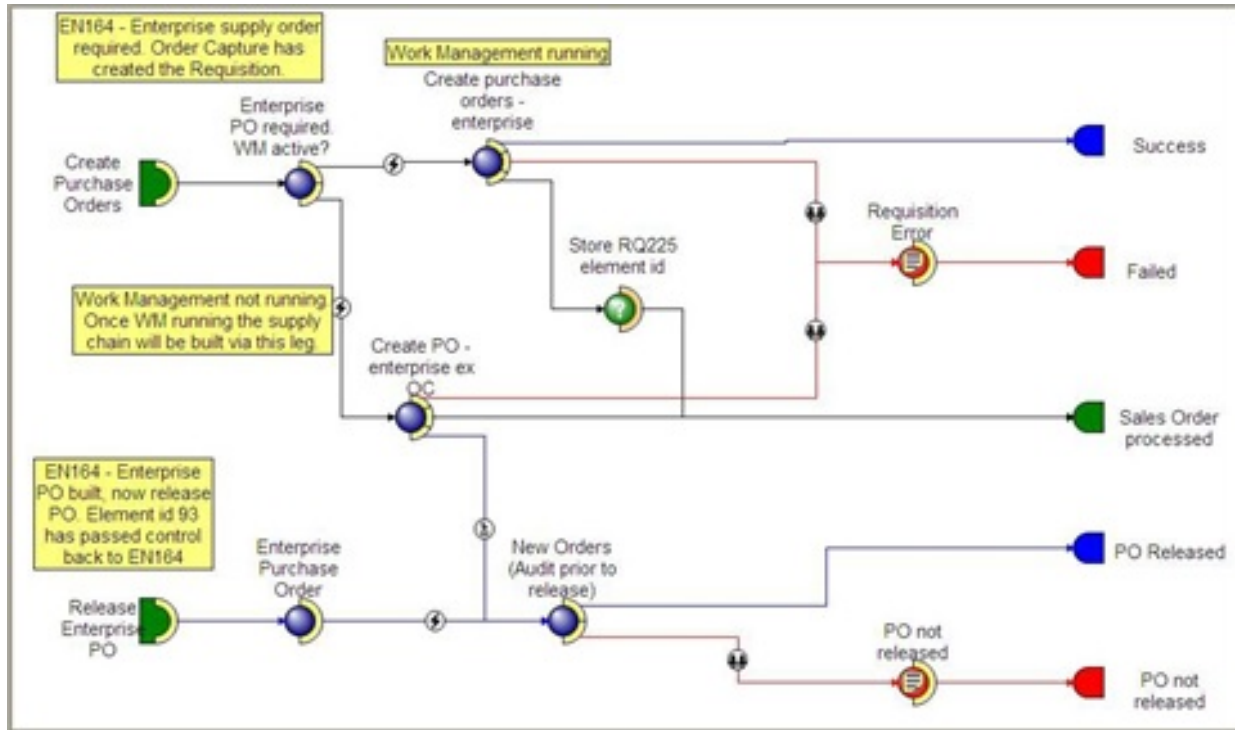 EN164 - Enterprise supply order
required. Order Capture has
created the Requisition.
Work Management running
Create purchase
orders -
enterprise
Enterprise
PO required.
WM active?
Create
Purchase
Orders
Success
Requisition
Error
Store RQ225
element id
Failed
Work Management not running.
Once WM running the supply
chain will be built via this leg.
Create PO -
enterprise ex
OC
Sales Order
processed
EN164 - Enterprise
PO built, now release
PO. Element id 93
has passed control
back to EN164
Enterprise
Purchase
Order
New Orders
(Audit prior to
release)
PO Released
Release
Enterprise
PO
PO not
released
PO not
released